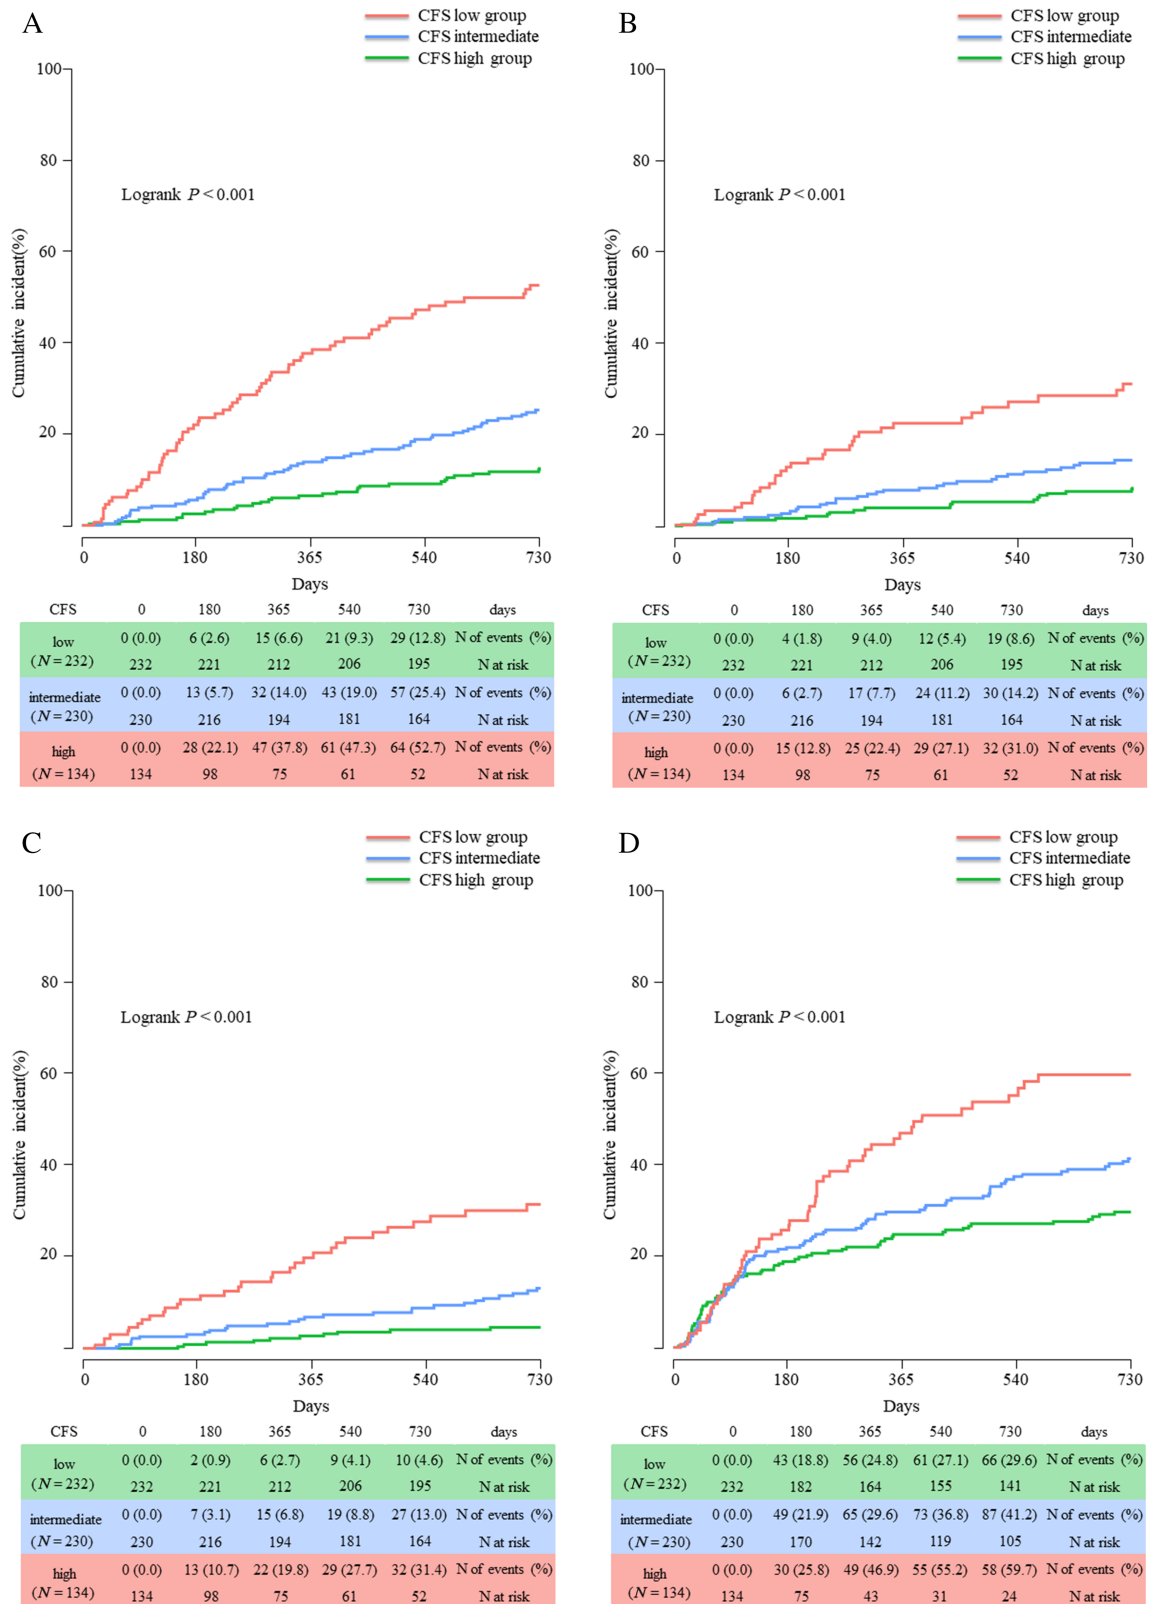 A
CFS low group
CFS intermediate
CFS high group
100
80
60
40
20
Cumulative incident(%)
Logrank P < 0.001
0 180 365 540 730
Days
CFS 0 180 365 540 730 days
low (N = 232)
0 (0.0) 6 (2.6) 15 (6.6) 21 (9.3) 29 (12.8) N of events (%)
232 221 212 206 195 N at risk
intermediate (N = 230)
0 (0.0) 13 (5.7) 32 (14.0) 43 (19.0) 57 (25.4) N of events (%)
230 216 194 181 164 N at risk
high (N = 134)
0 (0.0) 28 (22.1) 47 (37.8) 61 (47.3) 64 (52.7) N of events (%)
134 98 75 61 52 N at risk
B
CFS low group
CFS intermediate
CFS high group
100
80
60
40
20
Cumulative incident(%)
Logrank P < 0.001
0 180 365 540 730
Days
CFS 0 180 365 540 730 days
low (N = 232)
0 (0.0) 4 (1.8) 9 (4.0) 12 (5.4) 19 (8.6) N of events (%)
232 221 212 206 195 N at risk
intermediate (N = 230)
0 (0.0) 6 (2.7) 17 (7.7) 24 (11.2) 30 (14.2) N of events (%)
230 216 194 181 164 N at risk
high (N = 134)
0 (0.0) 15 (12.8) 25 (22.4) 29 (27.1) 32 (31.0) N of events (%)
134 98 75 61 52 N at risk
C
CFS low group
CFS intermediate
CFS high group
100
80
60
40
20
Cumulative incident(%)
Logrank P < 0.001
0 180 365 540 730
Days
CFS 0 180 365 540 730 days
low (N = 232)
0 (0.0) 2 (0.9) 6 (2.7) 9 (4.1) 10 (4.6) N of events (%)
232 221 212 206 195 N at risk
intermediate (N = 230)
0 (0.0) 7 (3.1) 15 (6.8) 19 (8.8) 27 (13.0) N of events (%)
230 216 194 181 164 N at risk
high (N = 134)
0 (0.0) 13 (10.7) 22 (19.8) 29 (27.7) 32 (31.4) N of events (%)
134 98 75 61 52 N at risk
D
CFS low group
CFS intermediate
CFS high group
100
80
60
40
20
Cumulative incident(%)
Logrank P < 0.001
0 180 365 540 730
Days
CFS 0 180 365 540 730 days
low (N = 232)
0 (0.0) 43 (18.8) 56 (24.8) 61 (27.1) 66 (29.6) N of events (%)
232 182 164 155 141 N at risk
intermediate (N = 230)
0 (0.0) 49 (21.9) 65 (29.6) 73 (36.8) 87 (41.2) N of events (%)
230 170 142 119 105 N at risk
high (N = 134)
0 (0.0) 30 (25.8) 49 (46.9) 55 (55.2) 58 (59.7) N of events (%)
134 75 43 31 24 N at risk